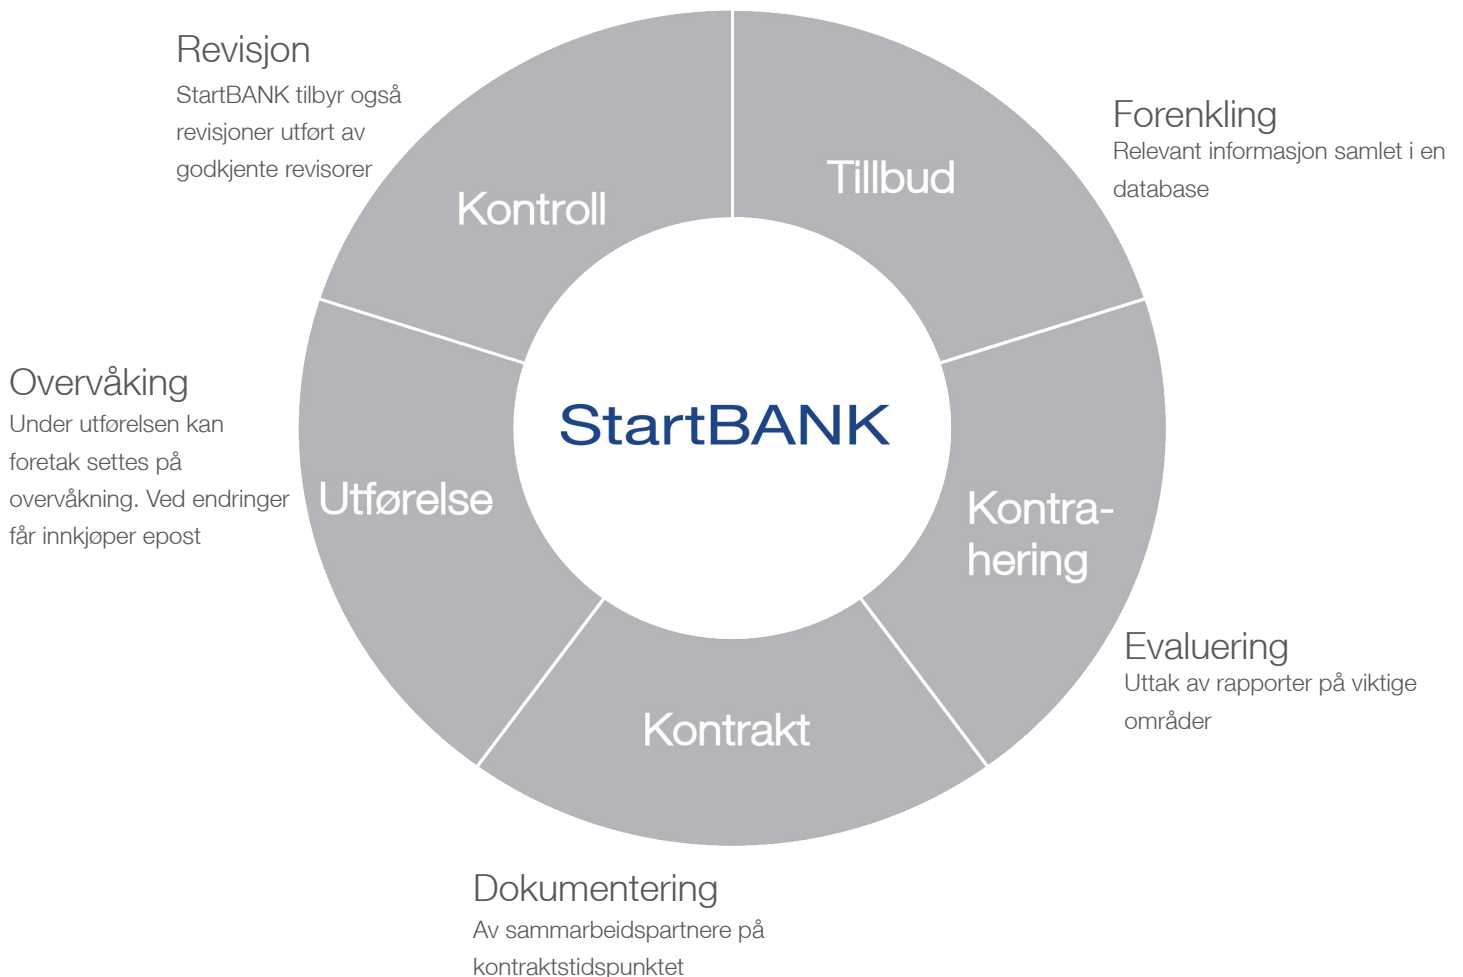 Revisjon
StartBANK tilbyr også
revisjoner utført av
godkjente revisorer
Kontroll
Tillbud
Forenkling
Relevant informasjon samlet i en
database
Overvåking
Under utførelsen kan
foretak settes på
overvåkning. Ved endringer
får innkjøper epost
Utførelse
StartBANK
Kontra-
hering
Evaluering
Uttak av rapporter på viktige
områder
Kontrakt
Dokumentering
Av sammarbeidspartnere på
kontraktstidspunktet